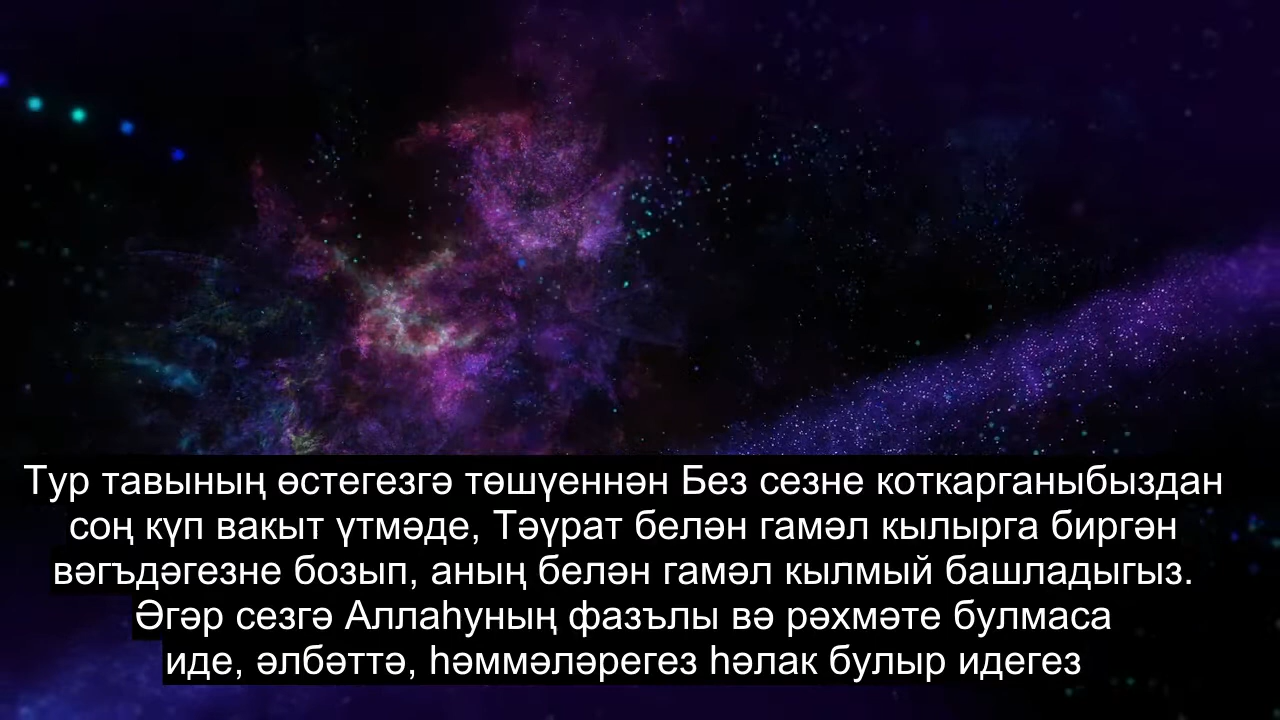 Тур тавының өстегезгә төшүеннән Без сезне коткарганыбыздан
соң күп вакыт үтмәде, Тәүрат белән гамәл кылырга биргән
вәгъдәгезне бозып, аның белән гамәл кылмый башладыгыз.
Әгәр сезгә Аллаһуның фазълы вә рәхмәте булмаса
иде, әлбәттә, һәммәләрегез һәлак булыр идегез